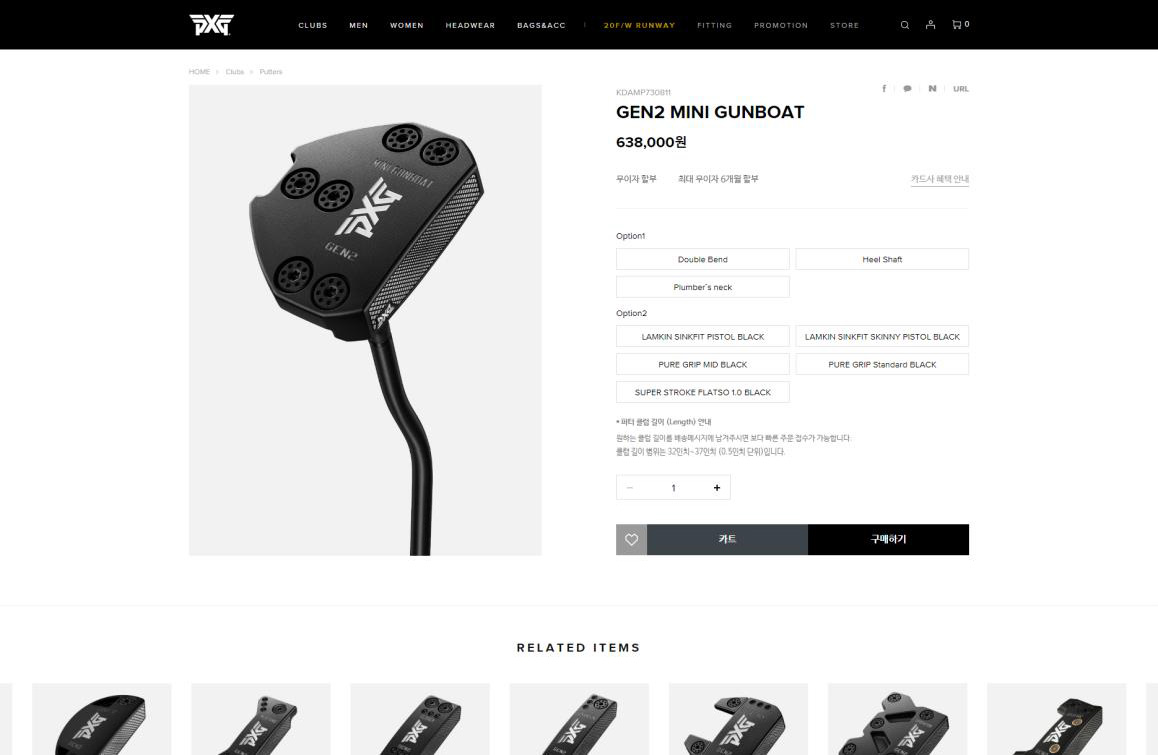 PXG CLUBS MEN WOMEN HEADWEAR BAGS&ACC 20F/W RUNWAY FITTING PROMOTION STORE 0
HOME > Clubs > Putters
f N URL
KDAMP730811
GEN2 MINI GUNBOAT
638,000원
무이자 할부 최대 무이자 6개월 할부 카드사 혜택 안내
MINI GUNBOAT
PXG
GEN2
PXG
Option1
Double Bend Heel Shaft
Plumber's neck
Option2
LAMKIN SINKFIT PISTOL BLACK LAMKIN SINKFIT SKINNY PISTOL BLACK
PURE GRIP MID BLACK PURE GRIP Standard BLACK
SUPER STROKE FLATSO 1.0 BLACK
* 퍼터 클럽 길이 (Length) 안내
원하는 클럽 길이를 배송메시지에 남겨주시면 보다 빠른 주문 접수가 가능합니다.
클럽 길이 범위는 32인치~37인치 (0.5인치 단위)입니다.
− 1 +
카트 구매하기
RELATED ITEMS
PXG PXG PXG PXG PXG PXG PXG